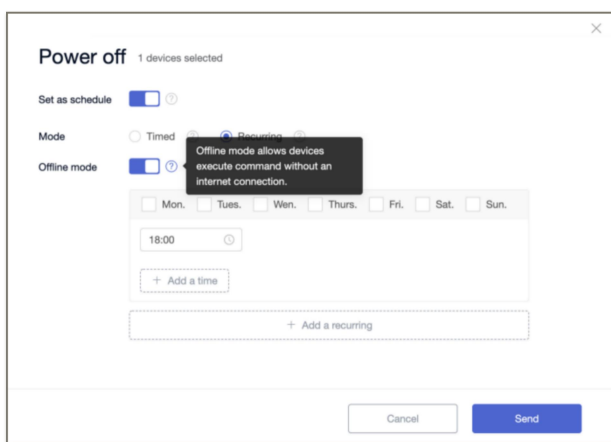 Power off 1 devices selected
Set as schedule ?
Mode Timed ? Recurring ?
Offline mode ? Offline mode allows devices
execute command without an
internet connection.
Mon. Tues. Wen. Thurs. Fri. Sat. Sun.
18:00
+ Add a time
+ Add a recurring
Cancel Send